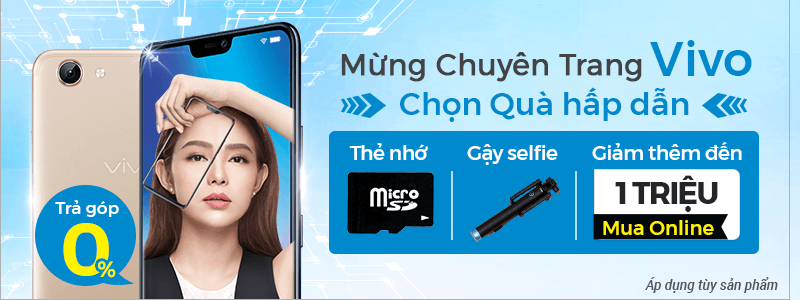 Mừng Chuyên Trang Vivo
Chọn Quà hấp dẫn
Thẻ nhớ
Gậy selfie
Giảm thêm đến
micro
SD
1 TRIỆU
Mua Online
vivo
Trả góp
0%
Áp dụng tùy sản phẩm